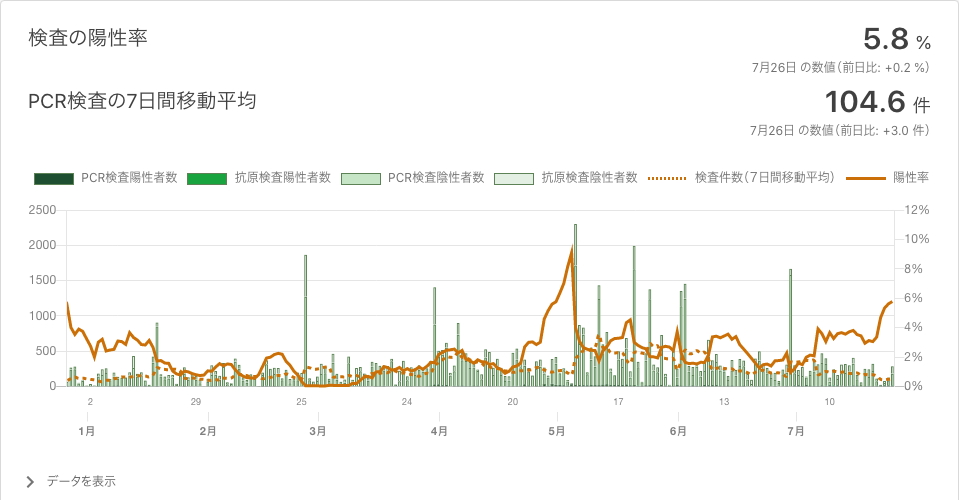 検査の陽性率
5.8 %
7月26日 の数値（前日比: +0.2 %）
PCR検査の7日間移動平均
104.6 件
7月26日 の数値（前日比: +3.0 件）
PCR検査陽性者数 抗原検査陽性者数 PCR検査陰性者数 抗原検査陰性者数 検査件数（7日間移動平均） 陽性率
2500 12%
2000 10%
1500 8%
1000 6%
500 4%
0 2%
0%
2 29 25 24 20 17 13 10
1月 2月 3月 4月 5月 6月 7月
データを表示